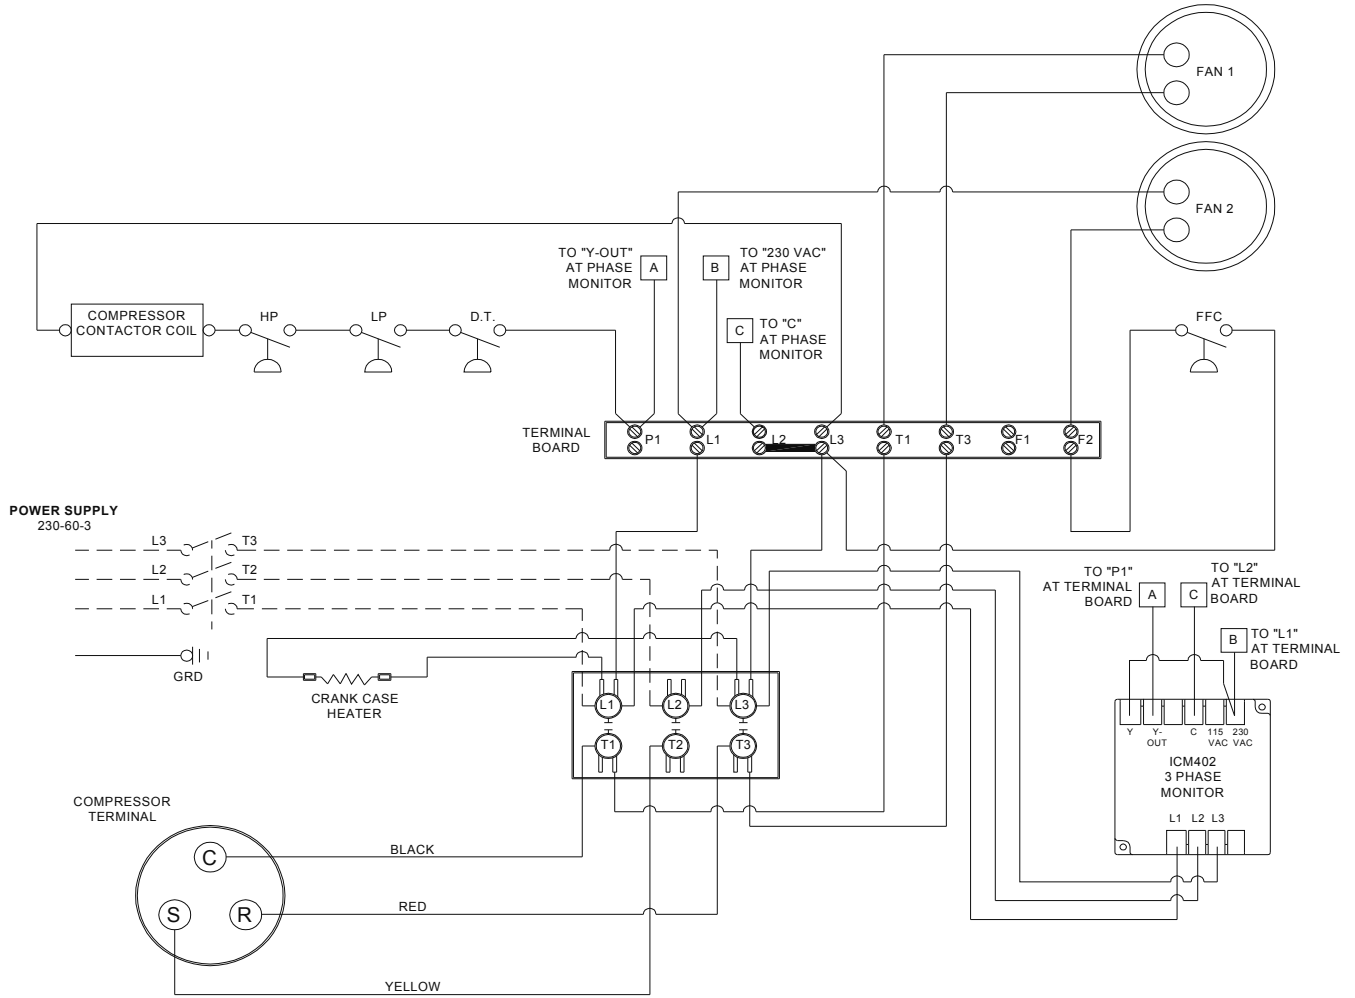 FAN 1
FAN 2
TO "Y-OUT"
AT PHASE
MONITOR
A
B
TO "230 VAC"
AT PHASE
MONITOR
C
TO "C"
AT PHASE
MONITOR
COMPRESSOR
CONTACTOR COIL
HP
LP
D.T.
FFC
TERMINAL
BOARD
P1
L1
L2
L3
T1
T3
F1
F2
POWER SUPPLY
230-60-3
L3
T3
L2
T2
L1
T1
GRD
CRANK CASE
HEATER
L1
L2
L3
T1
T2
T3
TO "P1"
AT TERMINAL
BOARD
A
C
TO "L2"
AT TERMINAL
BOARD
B
TO "L1"
AT TERMINAL
BOARD
Y
Y-
OUT
C
115
VAC
230
VAC
ICM402
3 PHASE
MONITOR
L1
L2
L3
COMPRESSOR
TERMINAL
C
S
R
BLACK
RED
YELLOW